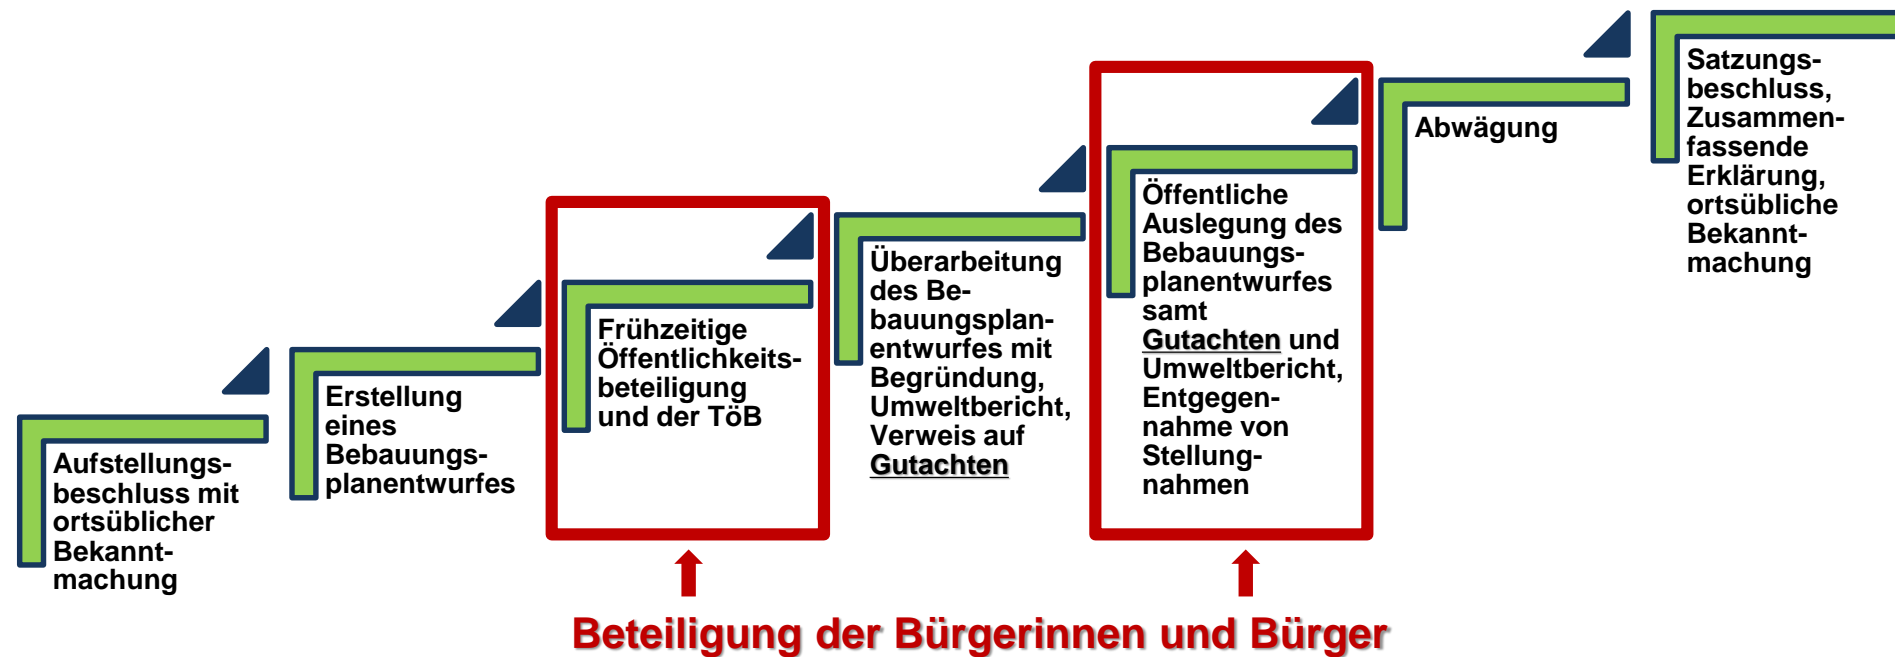 Aufstellungs-
beschluss mit
ortsüblicher
Bekannt-
machung
Erstellung
eines
Bebauungs-
planentwurfes
Frühzeitige
Öffentlichkeits-
beteiligung
und der TöB
Überarbeitung
des Be-
bauungsplan-
entwurfes mit
Begründung,
Umweltbericht,
Verweis auf
Gutachten
Öffentliche
Auslegung des
Bebauungs-
planentwurfes
samt
Gutachten und
Umweltbericht,
Entgegen-
nahme von
Stellung-
nahmen
Abwägung
Satzungs-
beschluss,
Zusammen-
fassende
Erklärung,
ortsübliche
Bekannt-
machung
Beteiligung der Bürgerinnen und Bürger